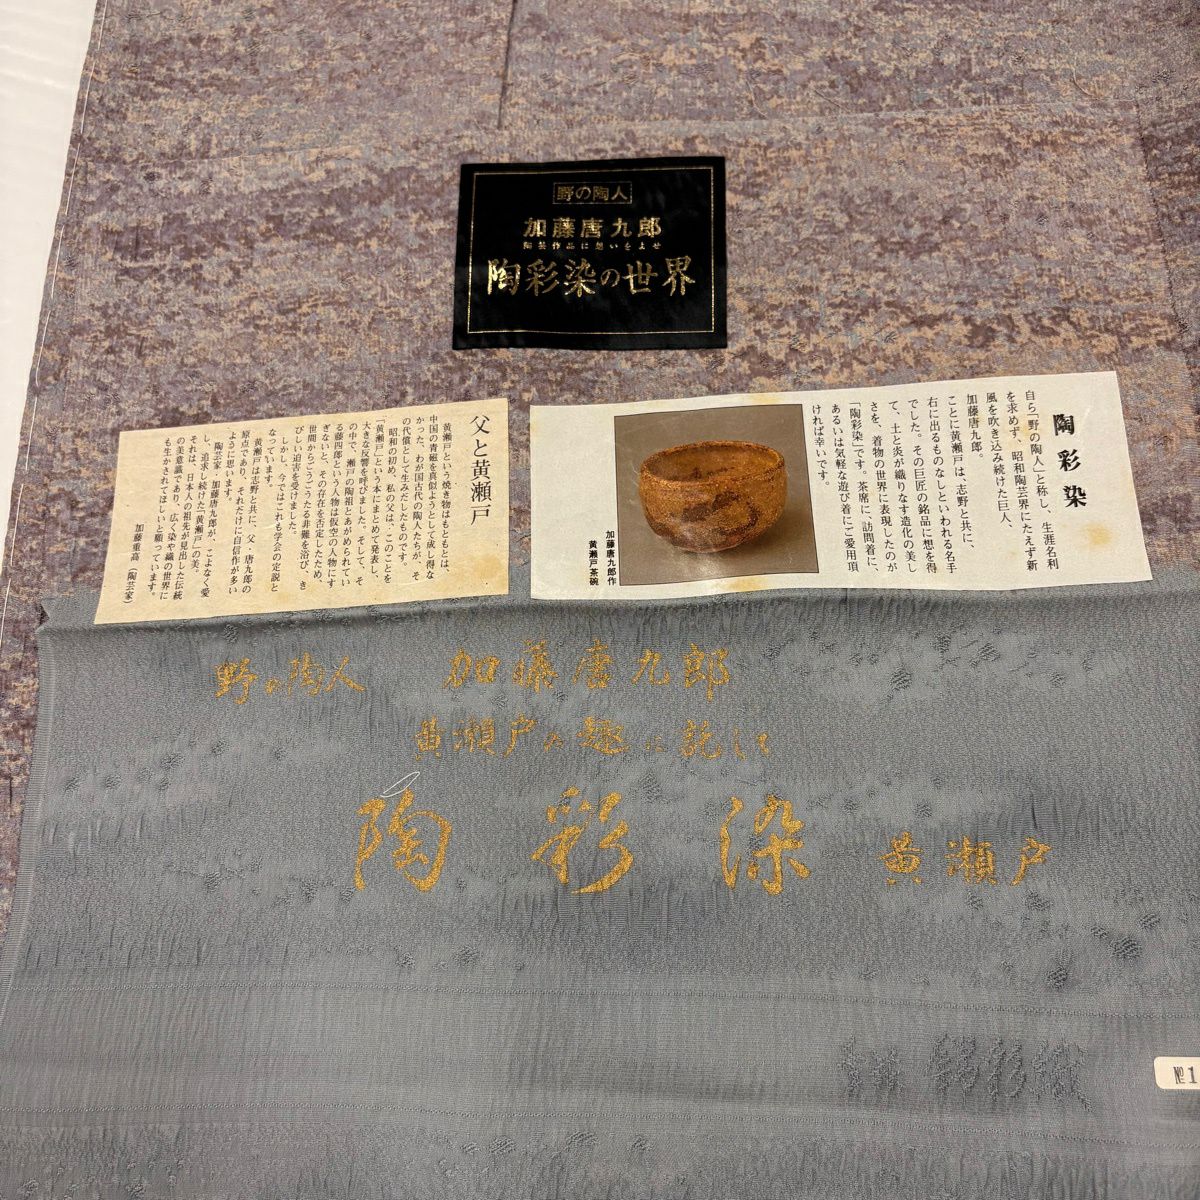 野の陶人
加藤唐九郎
陶芸作品に想いをよせ
陶彩染の世界
陶彩染
自ら「野の陶人」と称し、生涯名利
を求めず、昭和陶芸界にたえず新
風を吹き込み続けた巨人、
加藤唐九郎。
ことに黄瀬戸は、志野と共に、
右に出るものなしといわれる名手
でした。その巨匠の銘品に想を得
て、土と炎が織りなす造化の美し
さを、着物の世界に表現したのが
「陶彩染」です。茶席に、訪問着に、
あるいは気軽な遊び着にご愛用頂
ければ幸いです。
加藤唐九郎作
黄瀬戸茶碗
父と黄瀬戸
黄瀬戸という焼き物はもともとは、
中国の青磁を真似ようとして成し得な
かった、わが国古代の陶人たちが、そ
の代償として生みだしたものです。
昭和の初め、私の父は、このことを
「黄瀬戸」という本にまとめて発表し、
大きな反響を呼びました。そして、そ
の中で、瀬戸の陶祖とあがめられてい
る藤四郎という人物は仮空の人物にす
ぎないと、その存在を否定したため、
世間からごうごうたる非難を浴び、き
びしい迫害を受けました。
しかし、今ではこれも学会の定説と
なっています。
黄瀬戸は志野と共に、父・唐九郎の
原点であり、それだけに自信作が多い
ように思います。
陶芸家・加藤唐九郎が、こよなく愛
し、追求し続けた「黄瀬戸」の美。
それは、日本人の祖先が見出した伝統
の美意識であり、広く染や織の世界に
も生かされてほしいと願っています。
加藤重高(陶芸家)
野の陶人 加藤唐九郎
黄瀬戸の趣に託して
陶彩染 黄瀬戸
№1